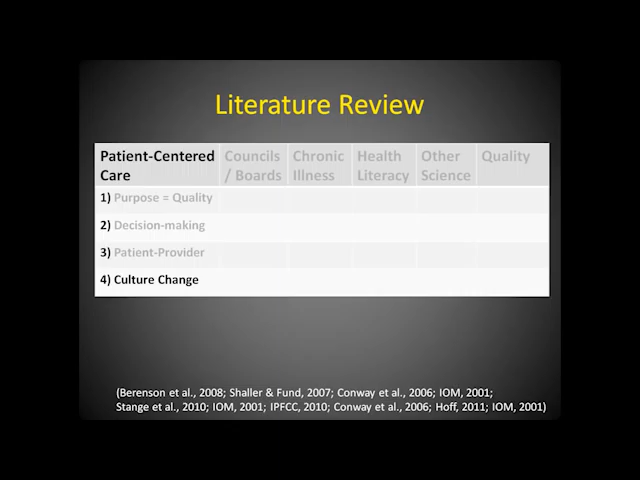 Literature Review
Patient-Centered Care
Councils / Boards
Chronic Illness
Health Literacy
Other Science
Quality
1) Purpose = Quality
2) Decision-making
3) Patient-Provider
4) Culture Change
(Berenson et al., 2008; Shaller & Fund, 2007; Conway et al., 2006; IOM, 2001;
Stange et al., 2010; IOM, 2001; IPFCC, 2010; Conway et al., 2006; Hoff, 2011; IOM, 2001)